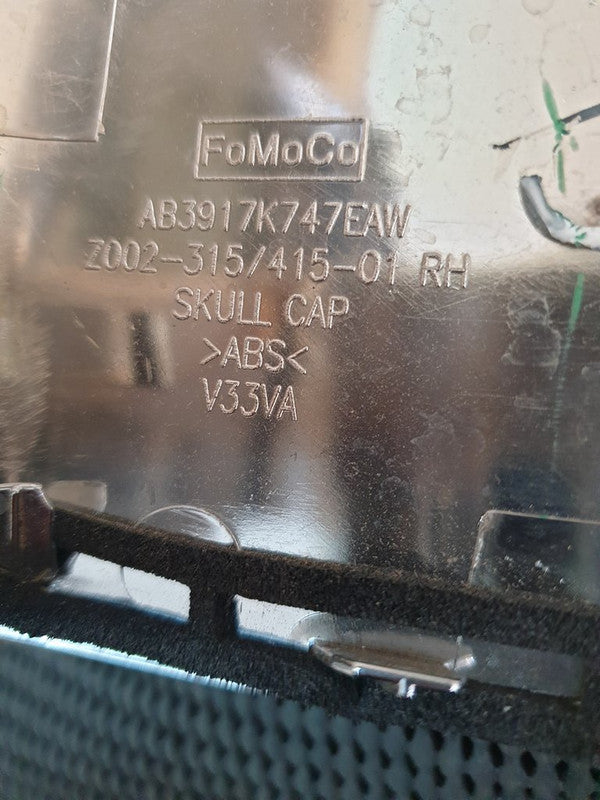 FoMoCo
AB3917K747EAW
Z002-315/415-01 RH
SKULL CAP
>ABS<
V33VA